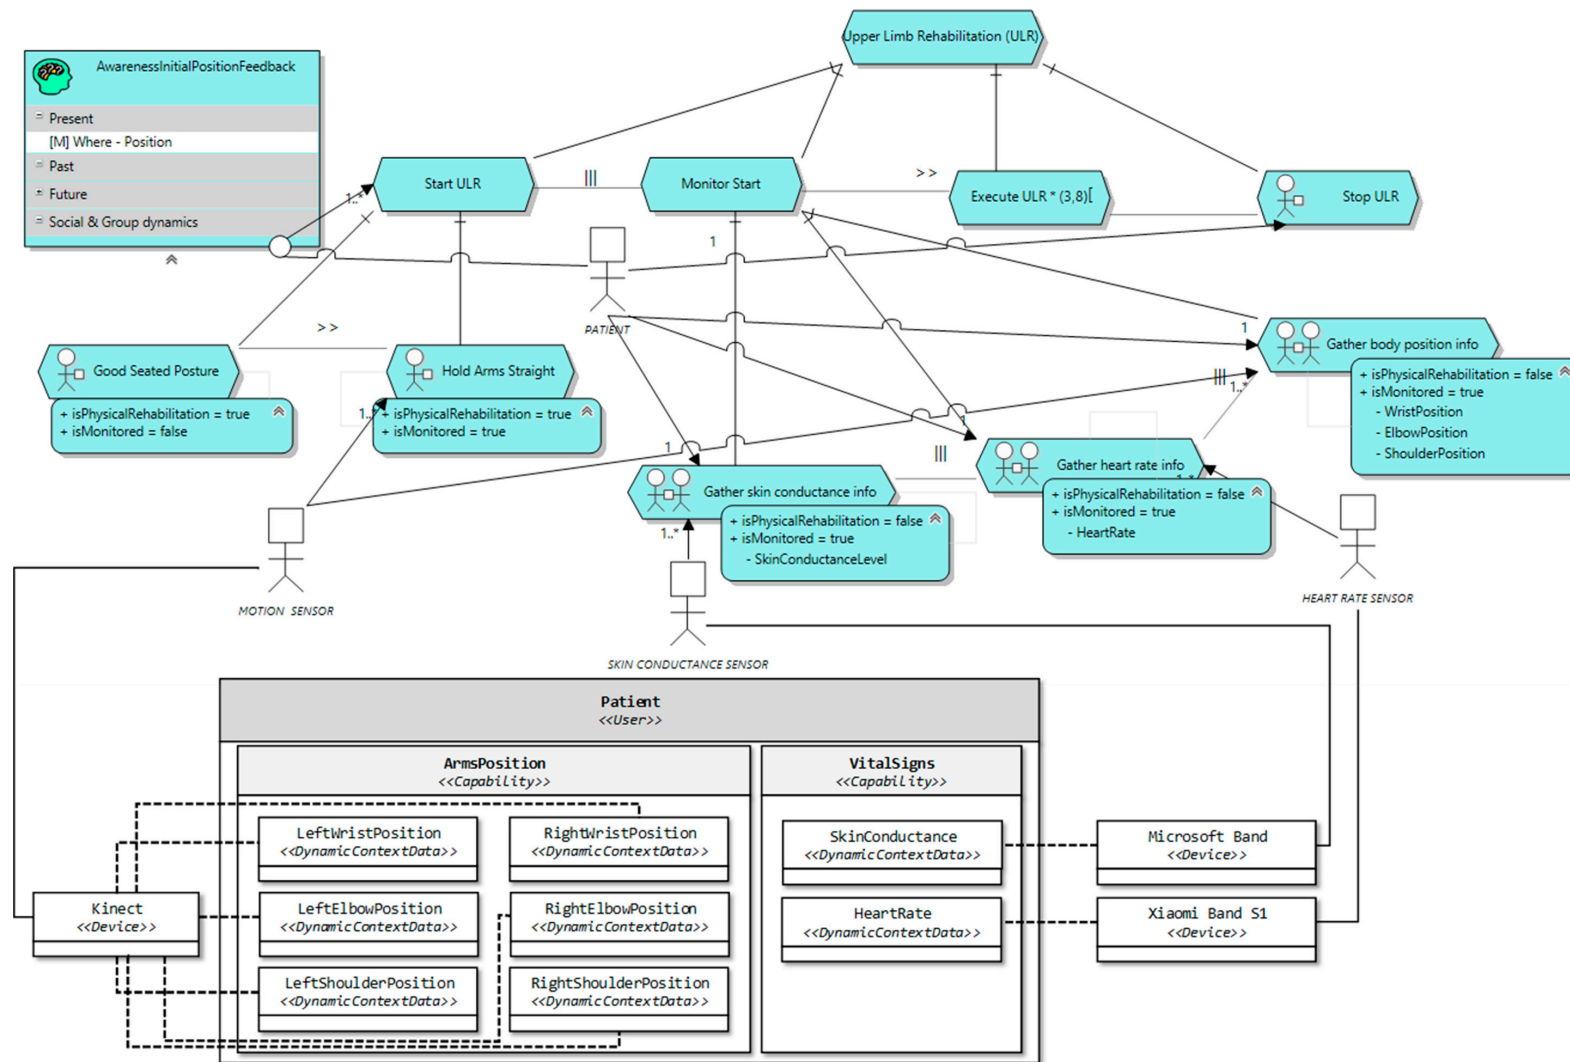 Upper Limb Rehabilitation (ULR)
AwarenessInitialPositionFeedback
Present
[M] Where - Position
Past
Future
Social & Group dynamics
1..*
Start ULR
|||
Monitor Start
> >
Execute ULR * (3,8)[
Stop ULR
1
PATIENT
> >
Good Seated Posture
+ isPhysicalRehabilitation = true
+ isMonitored = false
Hold Arms Straight
1..*
+ isPhysicalRehabilitation = true
+ isMonitored = true
1
Gather body position info
|||
1..*
+ isPhysicalRehabilitation = false
+ isMonitored = true
- WristPosition
- ElbowPosition
- ShoulderPosition
1
1
|||
Gather skin conductance info
1..*
+ isPhysicalRehabilitation = false
+ isMonitored = true
- SkinConductanceLevel
Gather heart rate info
1..*
+ isPhysicalRehabilitation = false
+ isMonitored = true
- HeartRate
MOTION SENSOR
SKIN CONDUCTANCE SENSOR
HEART RATE SENSOR
Patient
<<User>>
ArmsPosition
<<Capability>>
VitalSigns
<<Capability>>
LeftWristPosition
<<DynamicContextData>>
RightWristPosition
<<DynamicContextData>>
SkinConductance
<<DynamicContextData>>
Microsoft Band
<<Device>>
Kinect
<<Device>>
LeftElbowPosition
<<DynamicContextData>>
RightElbowPosition
<<DynamicContextData>>
HeartRate
<<DynamicContextData>>
Xiaomi Band S1
<<Device>>
LeftShoulderPosition
<<DynamicContextData>>
RightShoulderPosition
<<DynamicContextData>>